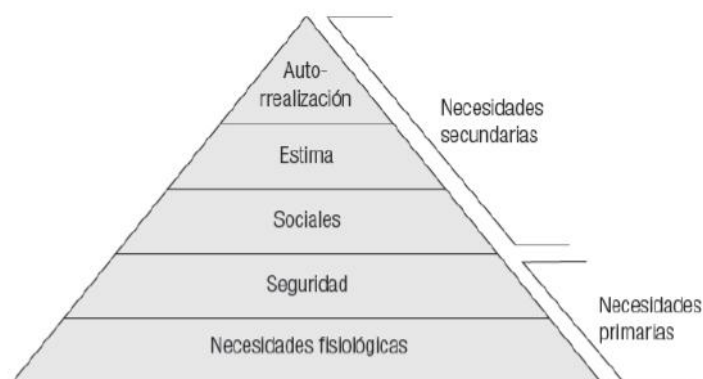 Auto-
rrealización
Necesidades
secundarias
Estima
Sociales
Seguridad
Necesidades
primarias
Necesidades fisiológicas